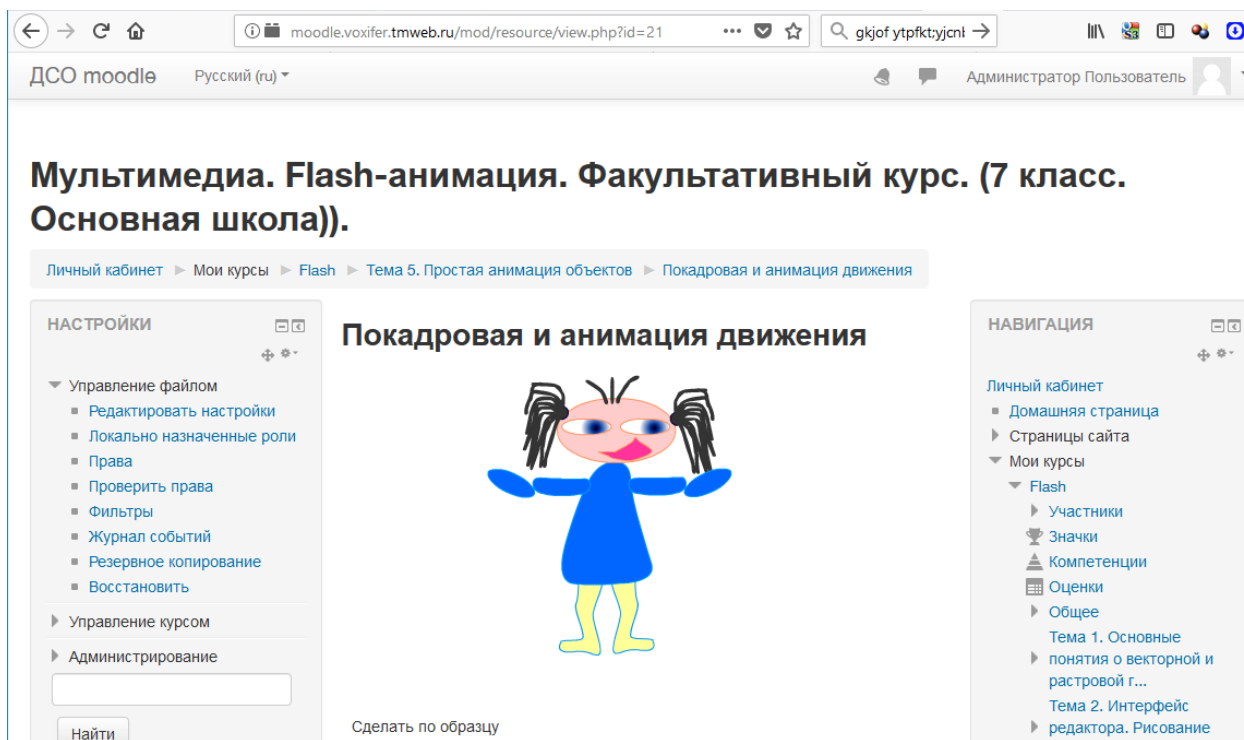 moodle.voxifer.tmweb.ru/mod/resource/view.php?id=21
gkjof ytpfkt;yjcnt
ДСО moodle
Русский (ru)
Администратор Пользователь
Мультимедиа. Flash-анимация. Факультативный курс. (7 класс.
Основная школа)).
Личный кабинет
Мои курсы
Flash
Тема 5. Простая анимация объектов
Покадровая и анимация движения
НАСТРОЙКИ
Управление файлом
Редактировать настройки
Локально назначенные роли
Права
Проверить права
Фильтры
Журнал событий
Резервное копирование
Восстановить
Управление курсом
Администрирование
Найти
Покадровая и анимация движения
Сделать по образцу
НАВИГАЦИЯ
Личный кабинет
Домашняя страница
Страницы сайта
Мои курсы
Flash
Участники
Значки
Компетенции
Оценки
Общее
Тема 1. Основные
понятия о векторной и
растровой г...
Тема 2. Интерфейс
редактора. Рисование